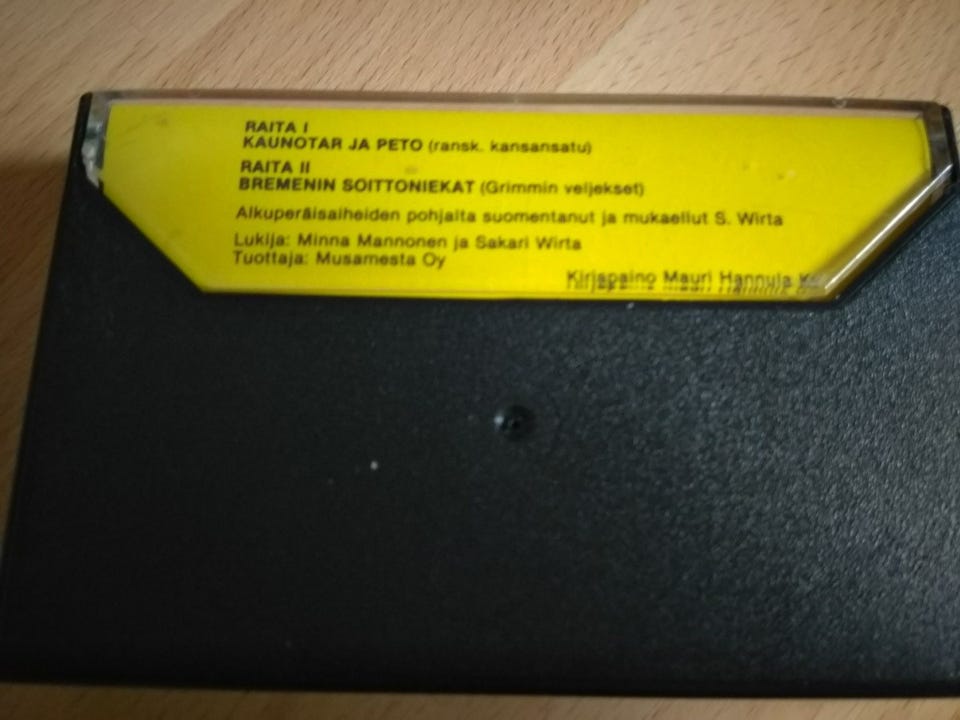 RAITA I
KAUNOTAR JA PETO (ransk. kansansatu)
RAITA II
BREMENIN SOITTONIEKAT (Grimmin veljekset)
Alkuperäisaiheiden pohjalta suomentanut ja mukaellut S. Wirta
Lukija: Minna Mannonen ja Sakari Wirta
Tuottaja: Musamesta Oy
Kirjapaino Mauri Hannula